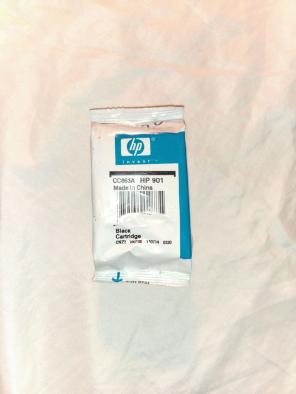 hp
invent
CC653A HP 901
Made in China
Black
Cartridge